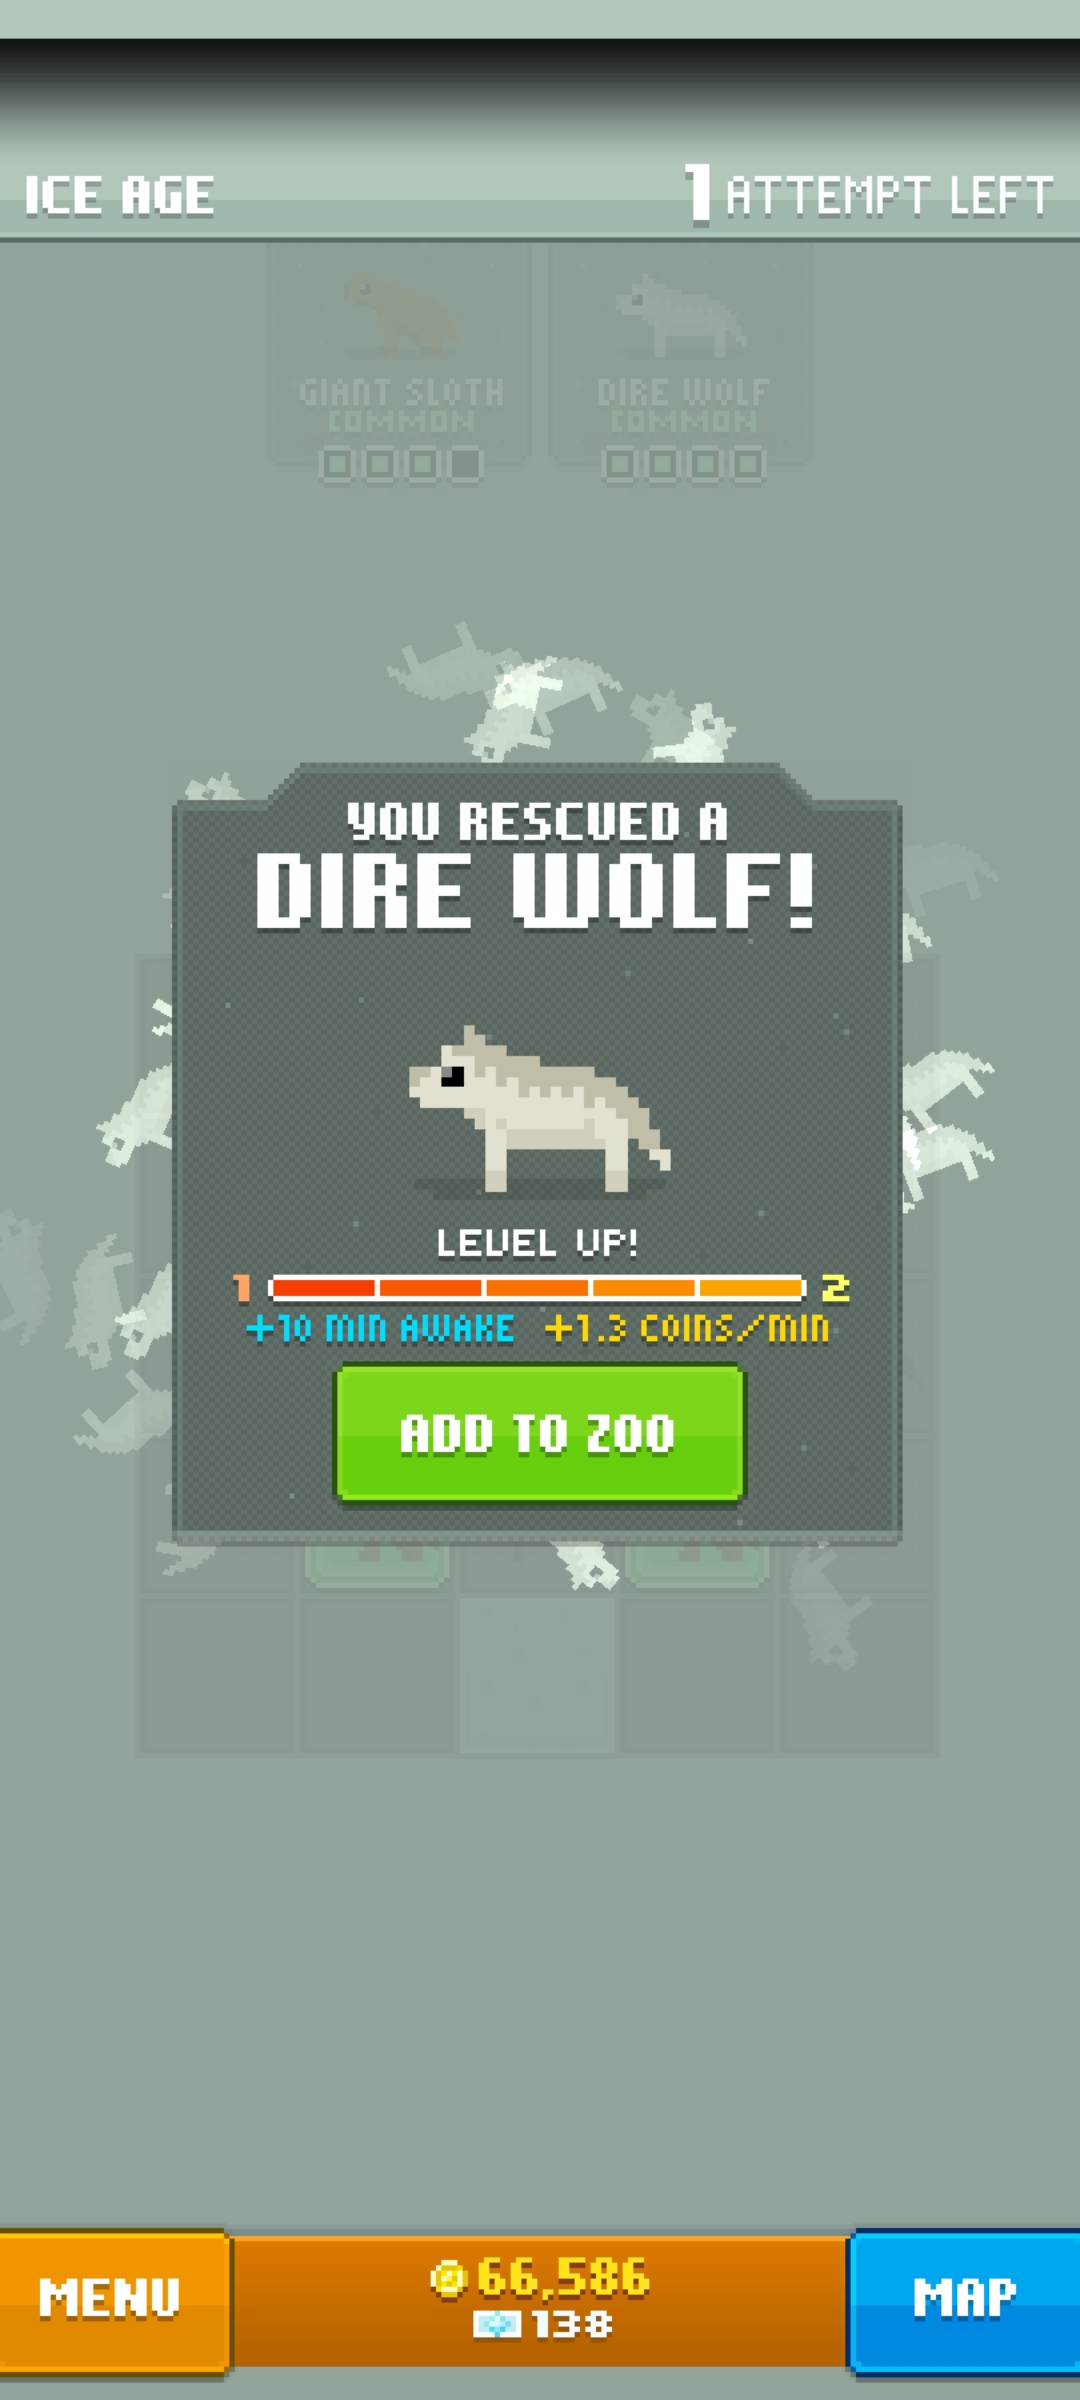 ICE AGE
1 ATTEMPT LEFT
GIANT SLOTH
COMMON
DIRE WOLF
COMMON
YOU RESCUED A
DIRE WOLF!
LEVEL UP!
1 2
+10 MIN AWAKE +1.3 COINS/MIN
ADD TO ZOO
MENU
66,586
138
MAP